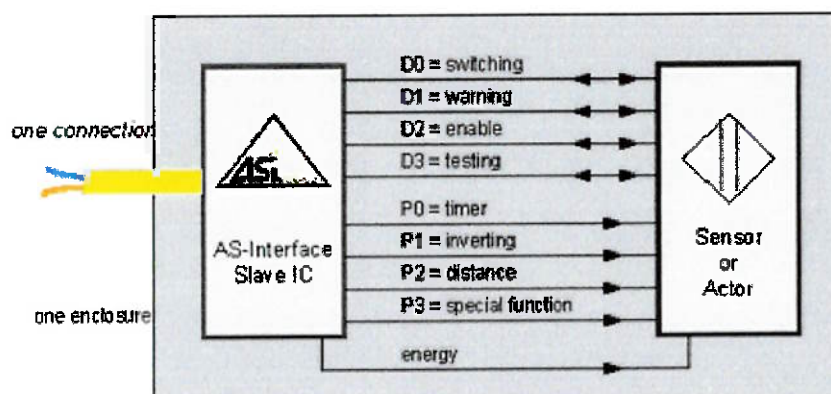 one connection
one enclosure
ASi
AS-Interface
Slave IC
D0 = switching
D1 = warning
D2 = enable
D3 = testing
P0 = timer
P1 = inverting
P2 = distance
P3 = special function
energy
Sensor
or
Actor